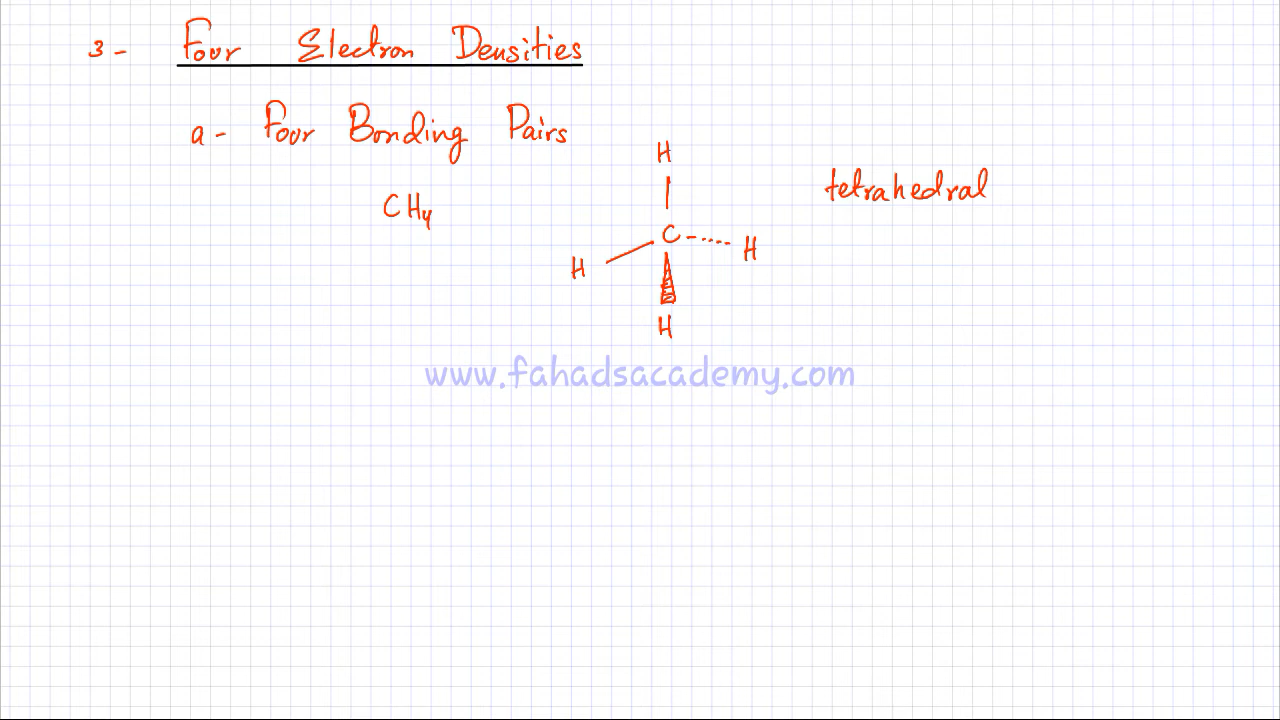 3- Four Electron Densities
a- Four Bonding Pairs
H
tetrahedral
CH4
C
H
H
H
www.fahadsacademy.com